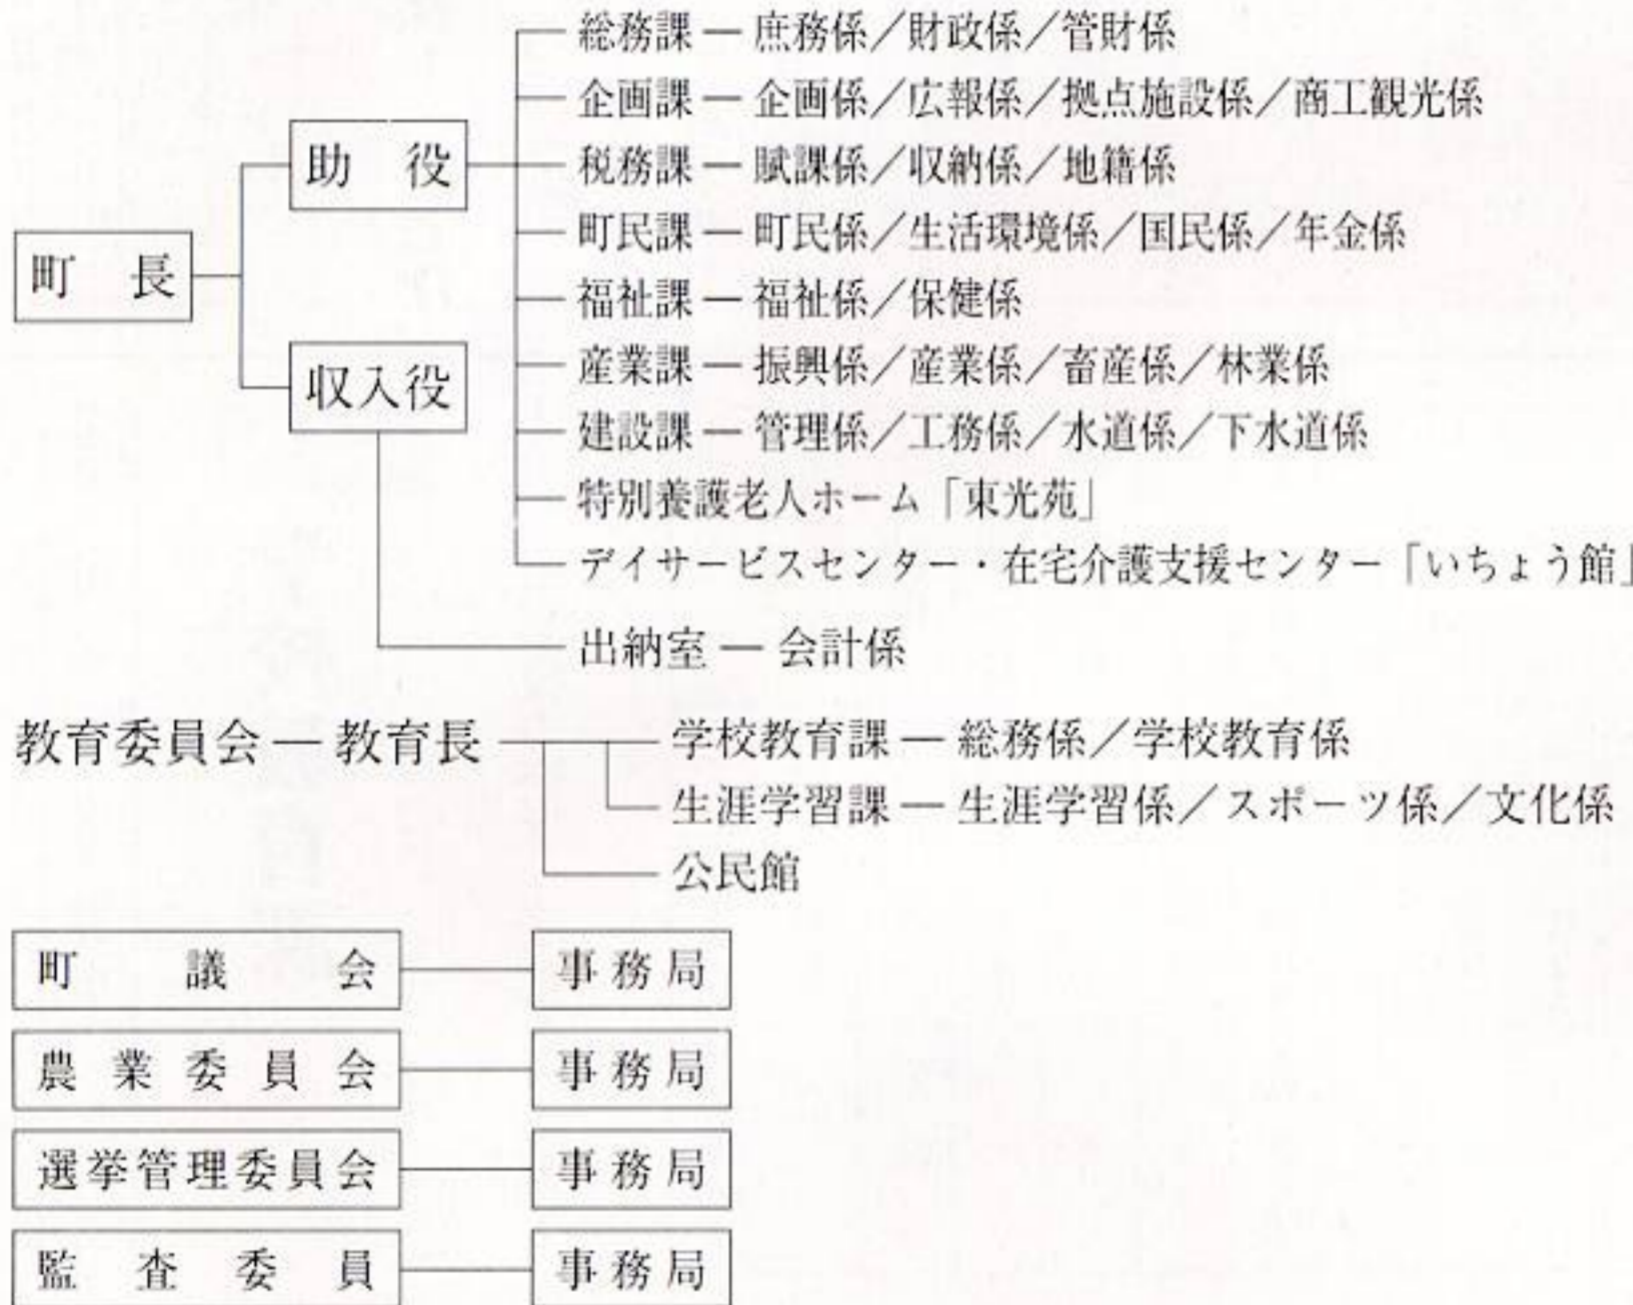 総務課 — 庶務係／財政係／管財係
企画課 — 企画係／広報係／拠点施設係／商工観光係
助役
税務課 — 賦課係／収納係／地籍係
町民課 — 町民係／生活環境係／国民係／年金係
町長
福祉課 — 福祉係／保健係
産業課 — 振興係／産業係／畜産係／林業係
収入役
建設課 — 管理係／工務係／水道係／下水道係
特別養護老人ホーム「東光苑」
デイサービスセンター・在宅介護支援センター「いちょう館」
出納室 — 会計係
教育委員会 — 教育長
学校教育課 — 総務係／学校教育係
生涯学習課 — 生涯学習係／スポーツ係／文化係
公民館
町議会 事務局
農業委員会 事務局
選挙管理委員会 事務局
監査委員 事務局